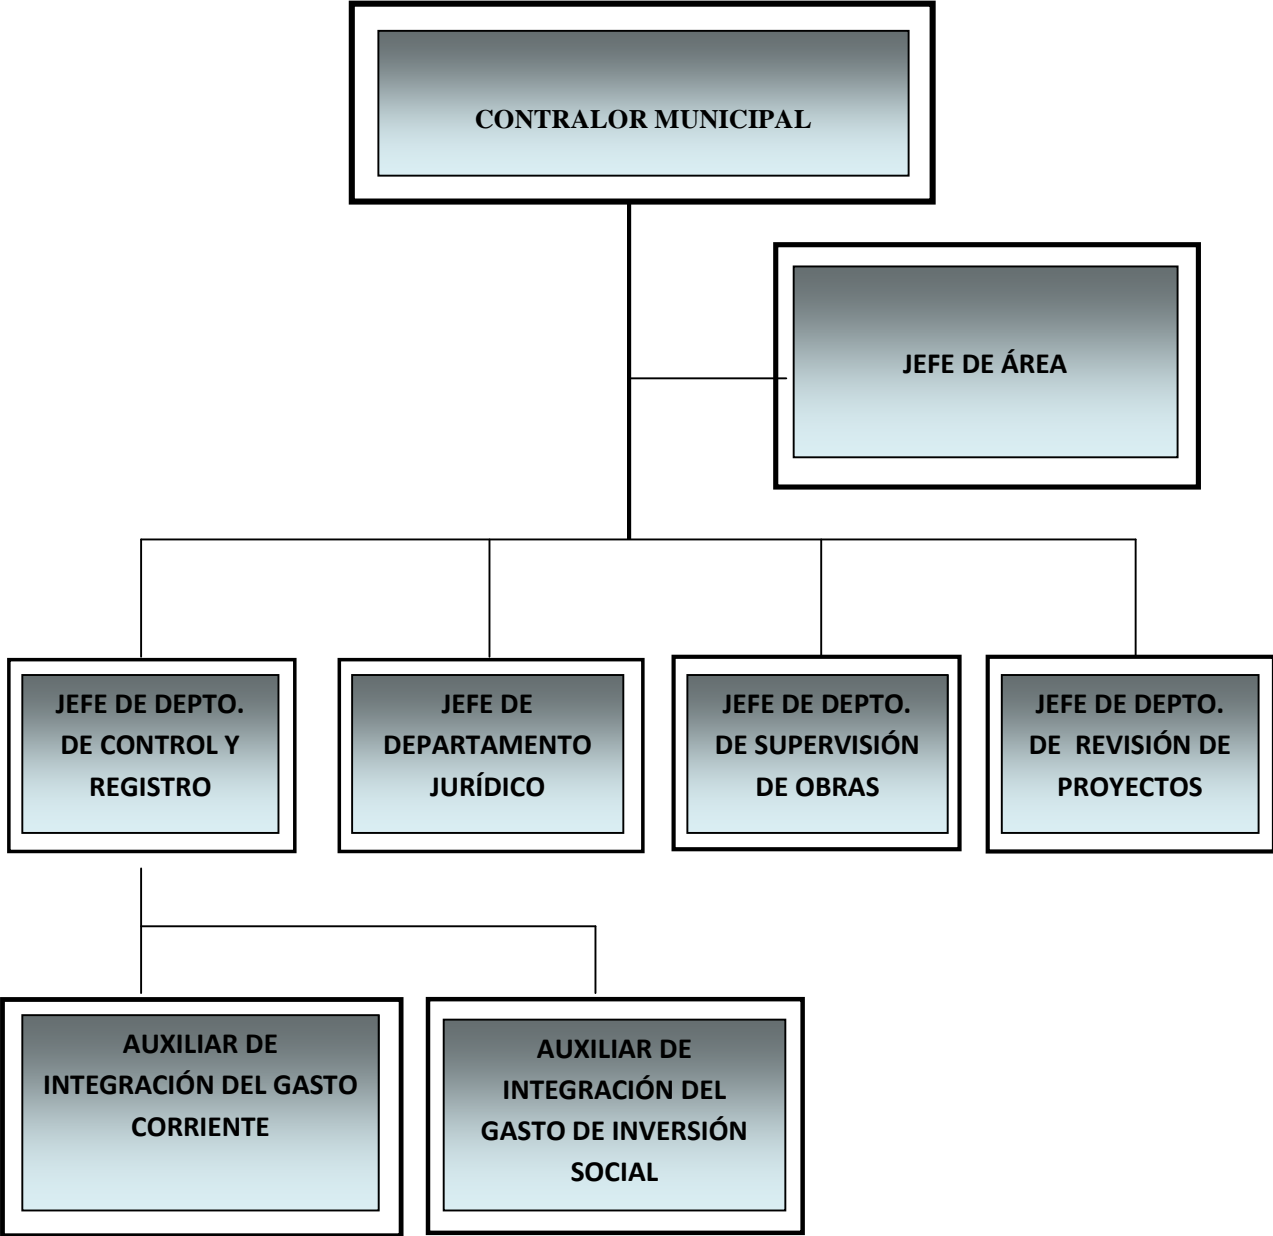 CONTRALOR MUNICIPAL
JEFE DE ÁREA
JEFE DE DEPTO.
DE CONTROL Y
REGISTRO
JEFE DE
DEPARTAMENTO
JURÍDICO
JEFE DE DEPTO.
DE SUPERVISIÓN
DE OBRAS
JEFE DE DEPTO.
DE REVISIÓN DE
PROYECTOS
AUXILIAR DE
INTEGRACIÓN DEL GASTO
CORRIENTE
AUXILIAR DE
INTEGRACIÓN DEL
GASTO DE INVERSIÓN
SOCIAL